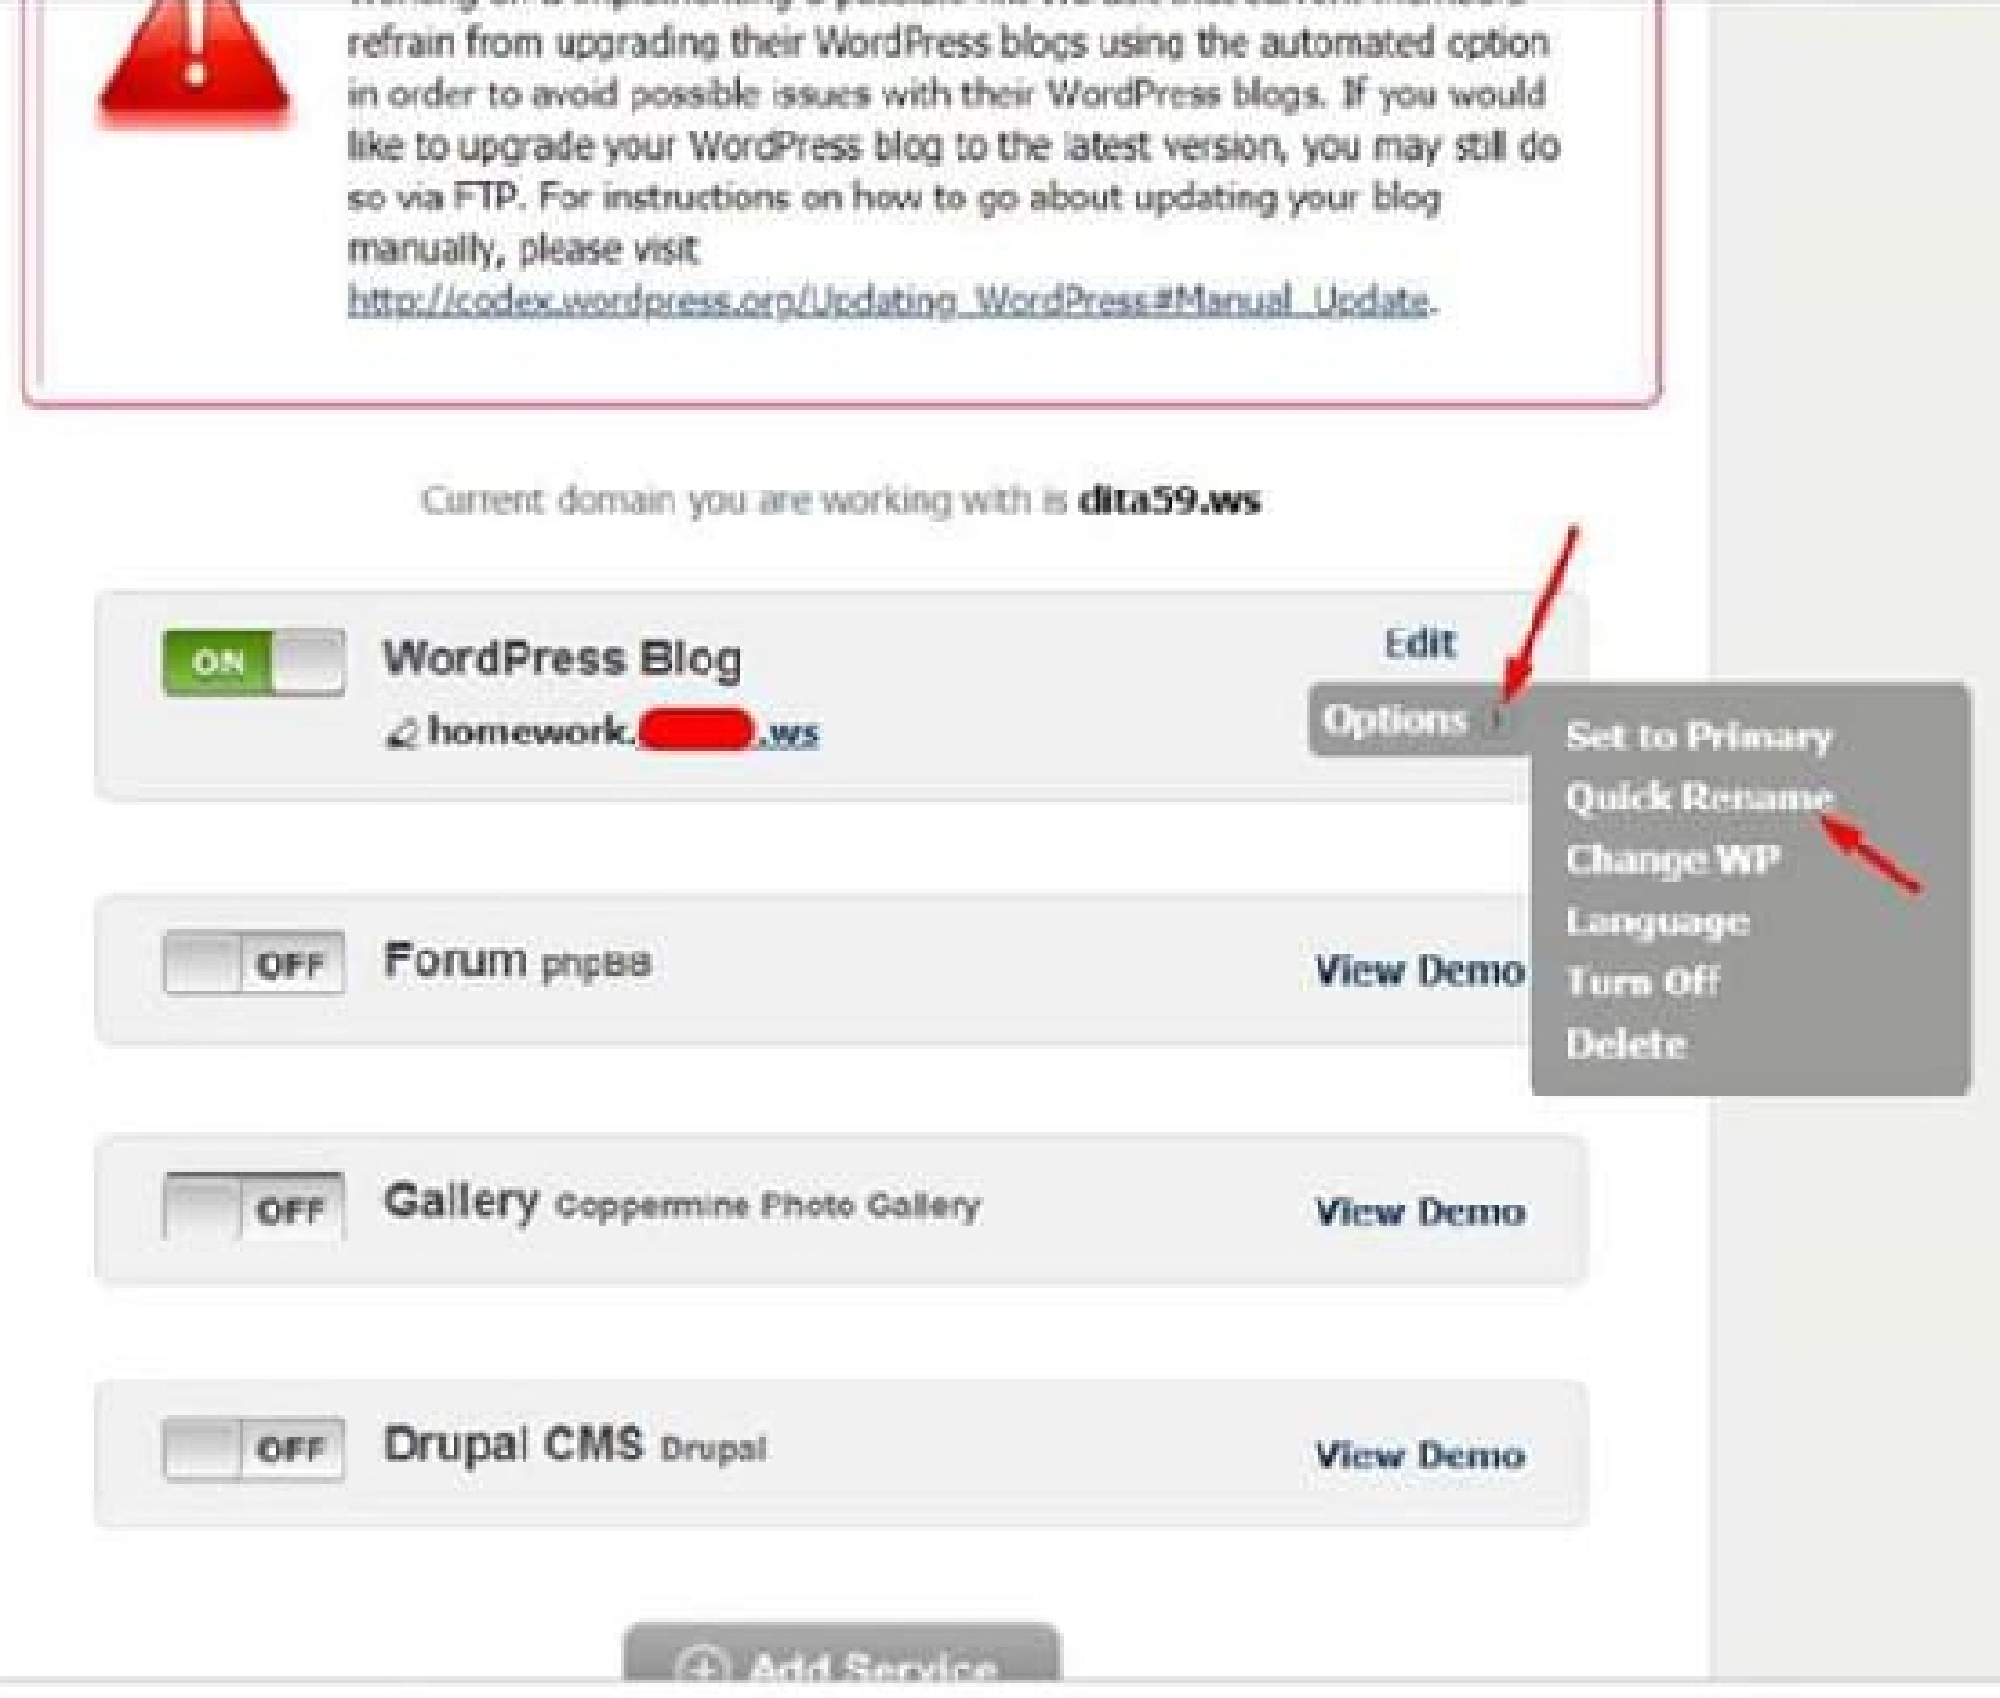 refrain from upgrading their WordPress blogs using the automated option
in order to avoid possible issues with their WordPress blogs. If you would
like to upgrade your WordPress blog to the latest version, you may still do
so via FTP. For instructions on how to go about updating your blog
manually, please visit
http://codex.wordpress.org/Updating_WordPress#Manual_Update.
Current domain you are working with is dita59.ws
ON WordPress Blog Edit
homework. .ws Options
Set to Primary
Quick Rename
Change WP
Language
Turn Off
Delete
OFF Forum phpBB View Demo
OFF Gallery Coppermine Photo Gallery View Demo
OFF Drupal CMS Drupal View Demo
Add Service